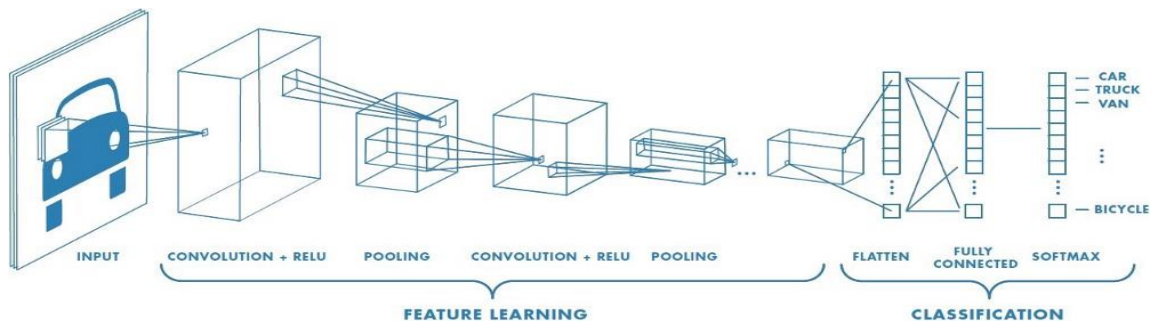 CAR
TRUCK
VAN
BICYCLE
INPUT
CONVOLUTION + RELU
POOLING
CONVOLUTION + RELU
POOLING
FLATTEN
FULLY
CONNECTED
SOFTMAX
FEATURE LEARNING
CLASSIFICATION